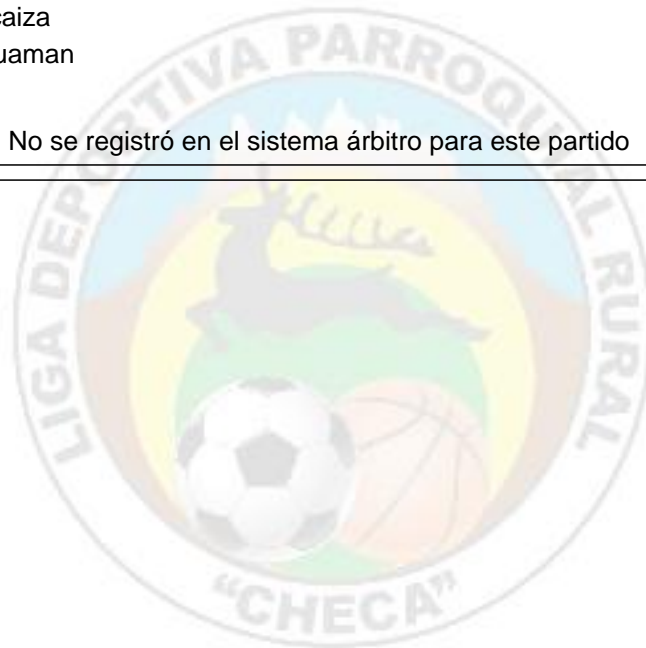 caiza
uaman
No se registró en el sistema árbitro para este partido
LIGA DEPORTIVA PARROQUIAL RURAL
"CHECA"